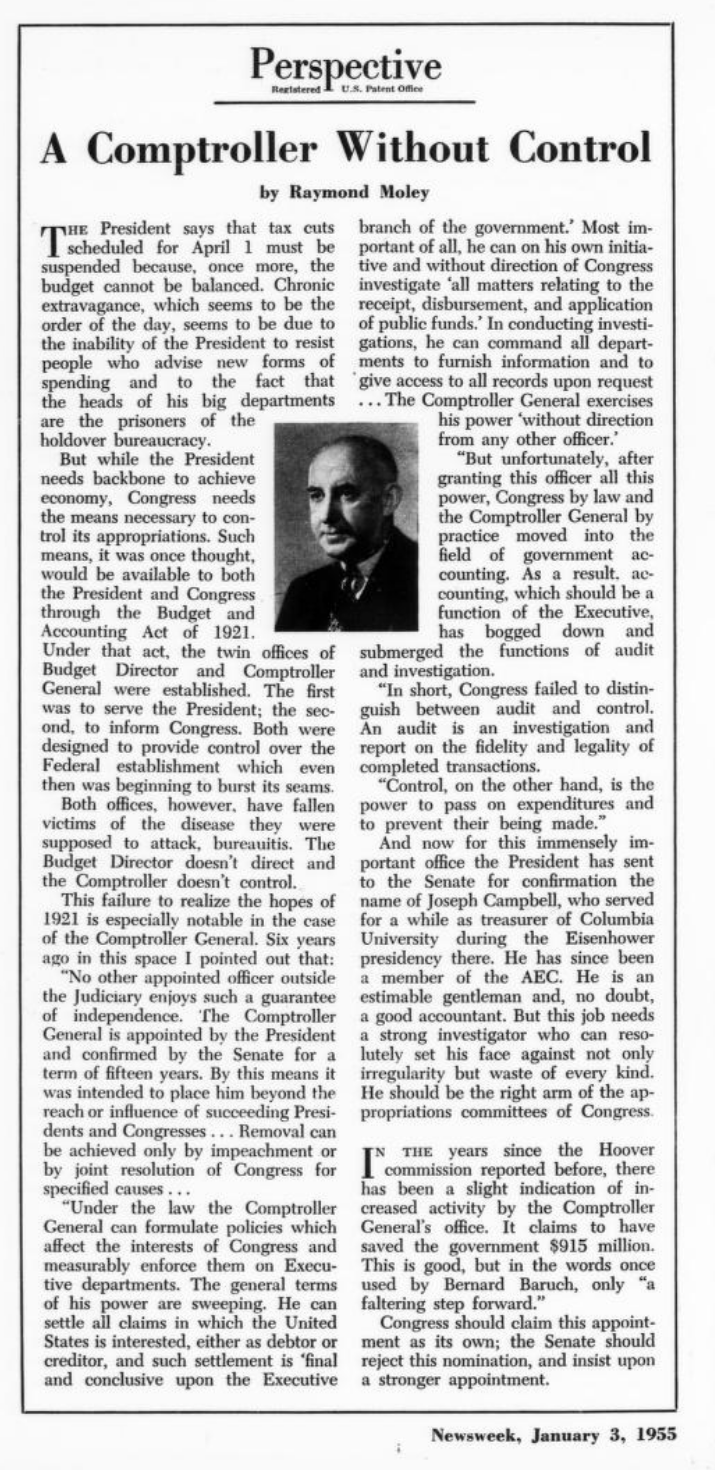 Perspective
Registered U.S. Patent Office
A Comptroller Without Control
by Raymond Moley
THE President says that tax cuts
scheduled for April 1 must be
suspended because, once more, the
budget cannot be balanced. Chronic
extravagance, which seems to be the
order of the day, seems to be due to
the inability of the President to resist
people who advise new forms of
spending and to the fact that
the heads of his big departments
are the prisoners of the
holdover bureaucracy.
But while the President
needs backbone to achieve
economy, Congress needs
the means necessary to con-
trol its appropriations. Such
means, it was once thought,
would be available to both
the President and Congress
through the Budget and
Accounting Act of 1921.
Under that act, the twin offices of
Budget Director and Comptroller
General were established. The first
was to serve the President; the sec-
ond, to inform Congress. Both were
designed to provide control over the
Federal establishment which even
then was beginning to burst its seams.
Both offices, however, have fallen
victims of the disease they were
supposed to attack, bureauitis. The
Budget Director doesn't direct and
the Comptroller doesn't control.
This failure to realize the hopes of
1921 is especially notable in the case
of the Comptroller General. Six years
ago in this space I pointed out that:
"No other appointed officer outside
the Judiciary enjoys such a guarantee
of independence. The Comptroller
General is appointed by the President
and confirmed by the Senate for a
term of fifteen years. By this means it
was intended to place him beyond the
reach or influence of succeeding Presi-
dents and Congresses . . . Removal can
be achieved only by impeachment or
by joint resolution of Congress for
specified causes . . .
"Under the law the Comptroller
General can formulate policies which
affect the interests of Congress and
measurably enforce them on Execu-
tive departments. The general terms
of his power are sweeping. He can
settle all claims in which the United
States is interested, either as debtor or
creditor, and such settlement is 'final
and conclusive upon the Executive
branch of the government.' Most im-
portant of all, he can on his own initia-
tive and without direction of Congress
investigate 'all matters relating to the
receipt, disbursement, and application
of public funds.' In conducting investi-
gations, he can command all depart-
ments to furnish information and to
give access to all records upon request
. . . The Comptroller General exercises
his power 'without direction
from any other officer.'
"But unfortunately, after
granting this officer all this
power, Congress by law and
the Comptroller General by
practice moved into the
field of government ac-
counting. As a result, ac-
counting, which should be a
function of the Executive,
has bogged down and
submerged the functions of audit
and investigation.
"In short, Congress failed to distin-
guish between audit and control.
An audit is an investigation and
report on the fidelity and legality of
completed transactions.
"Control, on the other hand, is the
power to pass on expenditures and
to prevent their being made."
And now for this immensely im-
portant office the President has sent
to the Senate for confirmation the
name of Joseph Campbell, who served
for a while as treasurer of Columbia
University during the Eisenhower
presidency there. He has since been
a member of the AEC. He is an
estimable gentleman and, no doubt,
a good accountant. But this job needs
a strong investigator who can reso-
lutely set his face against not only
irregularity but waste of every kind.
He should be the right arm of the ap-
propriations committees of Congress.
IN THE years since the Hoover
commission reported before, there
has been a slight indication of in-
creased activity by the Comptroller
General's office. It claims to have
saved the government $915 million.
This is good, but in the words once
used by Bernard Baruch, only "a
faltering step forward."
Congress should claim this appoint-
ment as its own; the Senate should
reject this nomination, and insist upon
a stronger appointment.
Newsweek, January 3, 1955